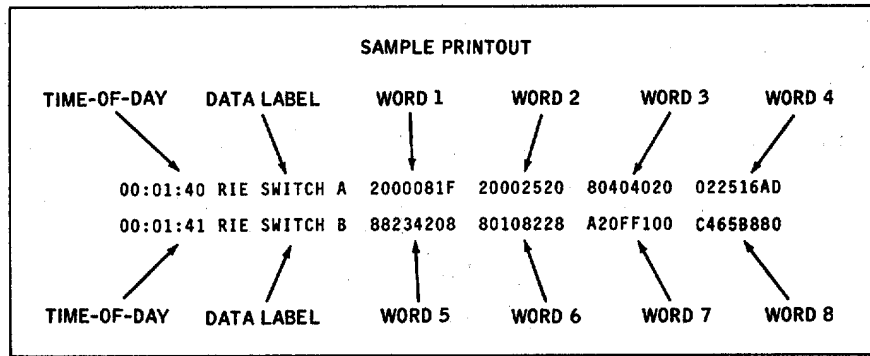 SAMPLE PRINTOUT
TIME-OF-DAY DATA LABEL WORD 1 WORD 2 WORD 3 WORD 4
00:01:40 RIE SWITCH A 2000081F 20002520 80404020 022516AD
00:01:41 RIE SWITCH B 88234208 80108228 A20FF100 C465B880
TIME-OF-DAY DATA LABEL WORD 5 WORD 6 WORD 7 WORD 8